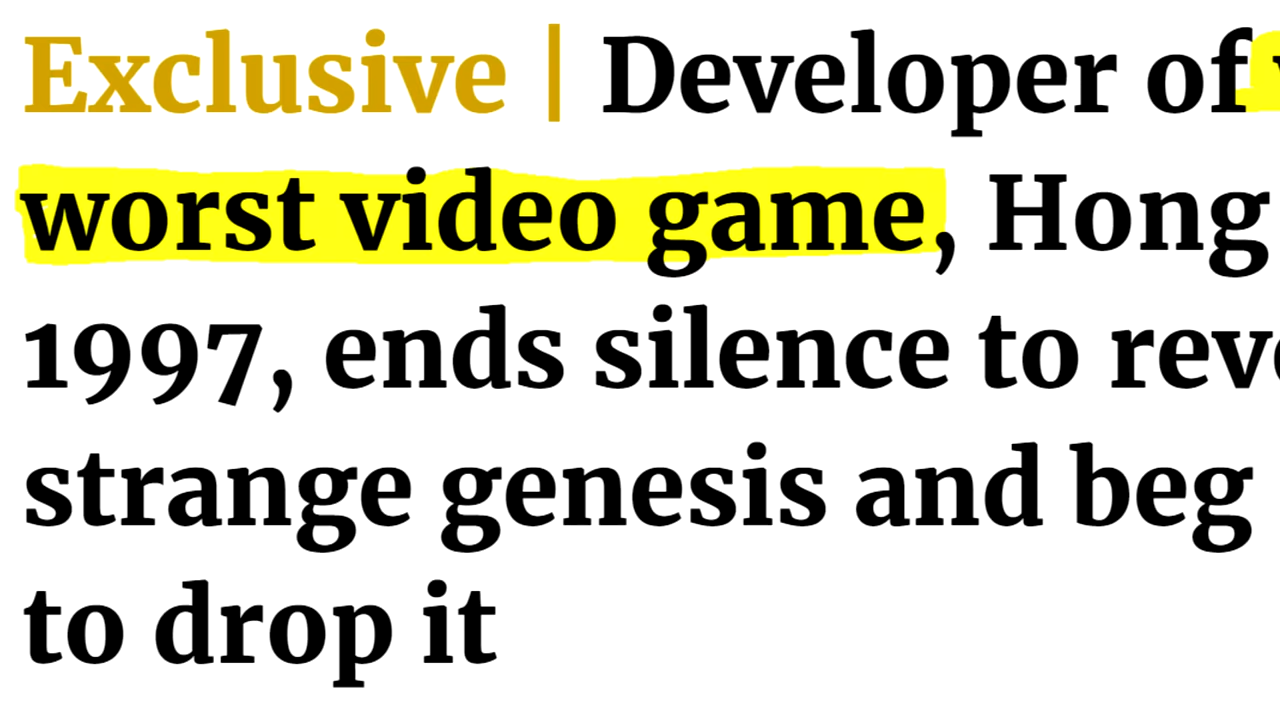 Exclusive | Developer of
worst video game, Hong
1997, ends silence to
strange genesis and beg
to drop it